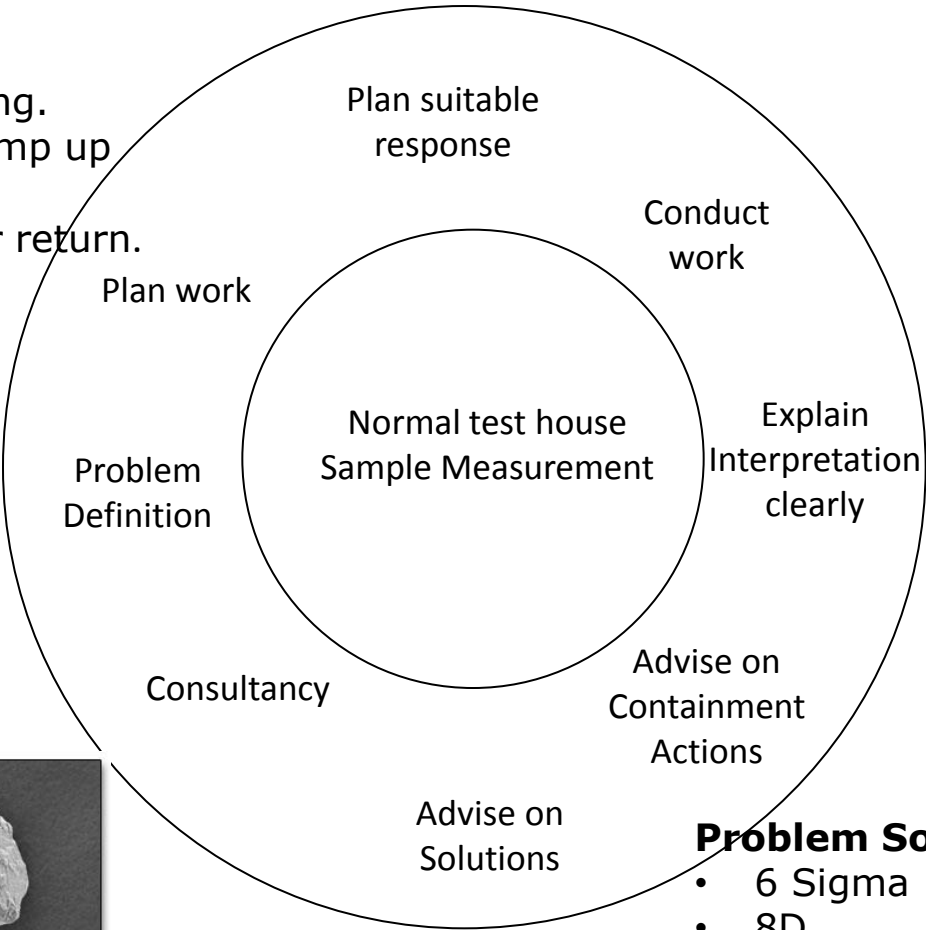 ng.
mp up
r return.
Plan suitable
response
Conduct
work
Plan work
Normal test house
Sample Measurement
Explain
Interpretation
clearly
Problem
Definition
Consultancy
Advise on
Containment
Actions
Advise on
Solutions
Problem So
• 6 Sigma
• 8D